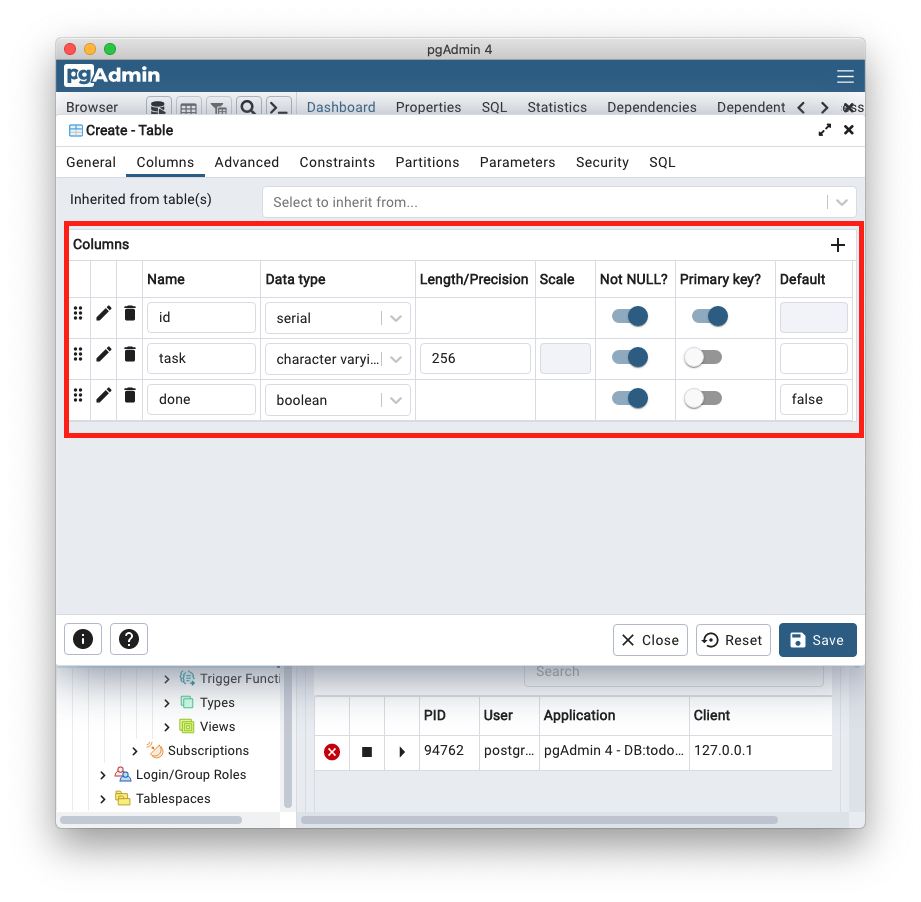 pgAdmin 4
pgAdmin
Browser
Dashboard Properties SQL Statistics Dependencies Dependent
Create - Table
General Columns Advanced Constraints Partitions Parameters Security SQL
Inherited from table(s) Select to inherit from...
Columns
Name Data type Length/Precision Scale Not NULL? Primary key? Default
id serial
task character varyi... 256
done boolean false
Close Reset Save
Search
Trigger Functi
Types
Views
Subscriptions
Login/Group Roles
Tablespaces
PID User Application Client
94762 postgr... pgAdmin 4 - DB:todo... 127.0.0.1